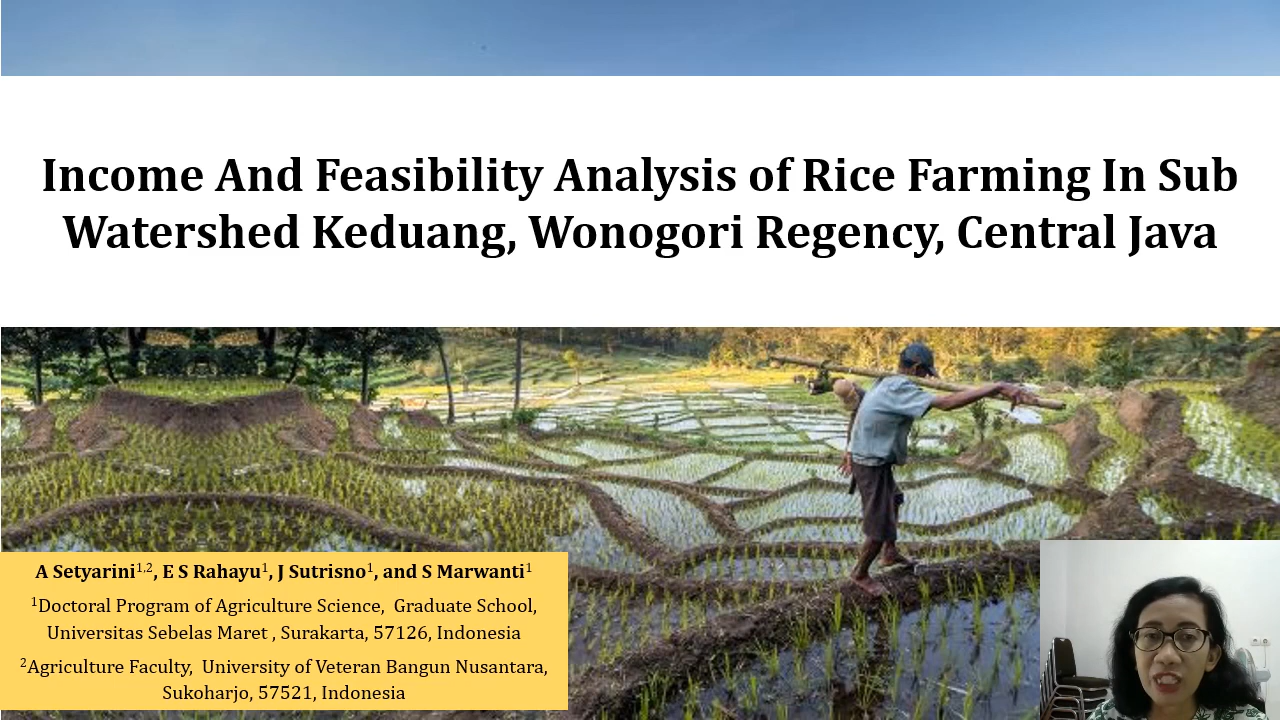 Income And Feasibility Analysis of Rice Farming In Sub
Watershed Keduang, Wonogori Regency, Central Java
A Setyarini1,2, E S Rahayu1, J Sutrisno1, and S Marwanti1
1Doctoral Program of Agriculture Science, Graduate School,
Universitas Sebelas Maret , Surakarta, 57126, Indonesia
2Agriculture Faculty, University of Veteran Bangun Nusantara,
Sukoharjo, 57521, Indonesia